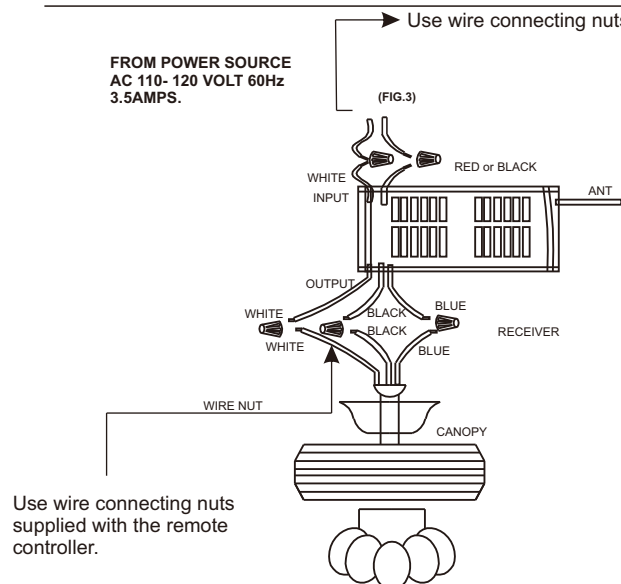 Use wire connecting nuts
FROM POWER SOURCE
AC 110- 120 VOLT 60Hz
3.5AMPS.
(FIG.3)
RED or BLACK
WHITE
INPUT
ANT
OUTPUT
WHITE
BLACK
BLUE
BLACK
RECEIVER
WHITE
BLUE
WIRE NUT
CANOPY
Use wire connecting nuts
supplied with the remote
controller.